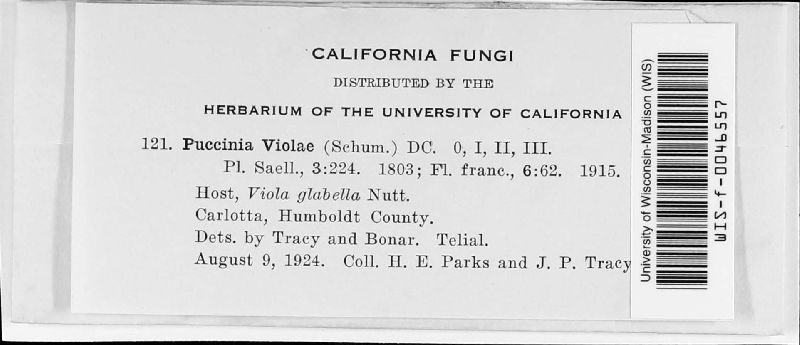 CALIFORNIA FUNGI
DISTRIBUTED BY THE
HERBARIUM OF THE UNIVERSITY OF CALIFORNIA
121. Puccinia Violae (Schum.) DC. 0, I, II, III.
Pl. Saell., 3:224. 1803; Fl. franc., 6:62. 1915.
Host, Viola glabella Nutt.
Carlotta, Humboldt County.
Dets. by Tracy and Bonar. Telial.
August 9, 1924. Coll. H. E. Parks and J. P. Tracy
University of Wisconsin-Madison (WIS)
WIS-f-0046557